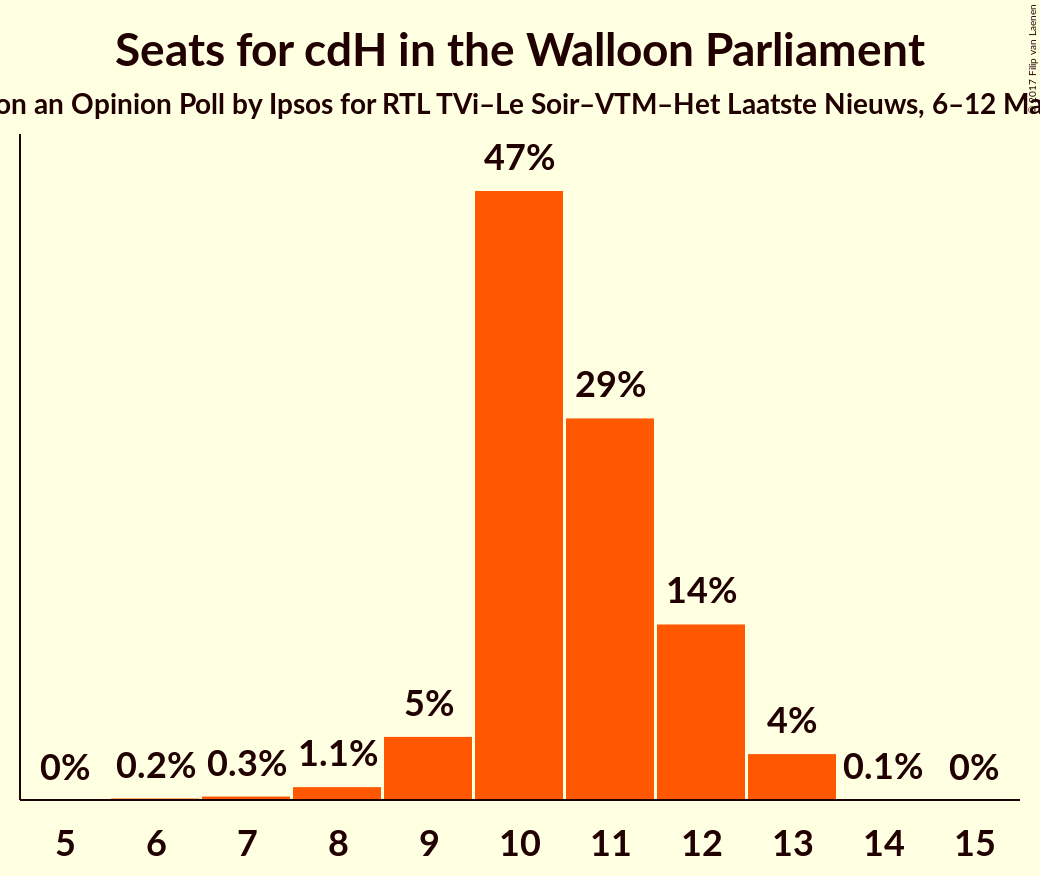 Seats for cdH in the Walloon Parliament
on an Opinion Poll by Ipsos for RTL TVi–Le Soir–VTM–Het Laatste Nieuws, 6–12
2017 Filip van Laenen
47%
29%
14%
5%
4%
1.1%
0% 0.2% 0.3% 0.1% 0%
5 6 7 8 9 10 11 12 13 14 15